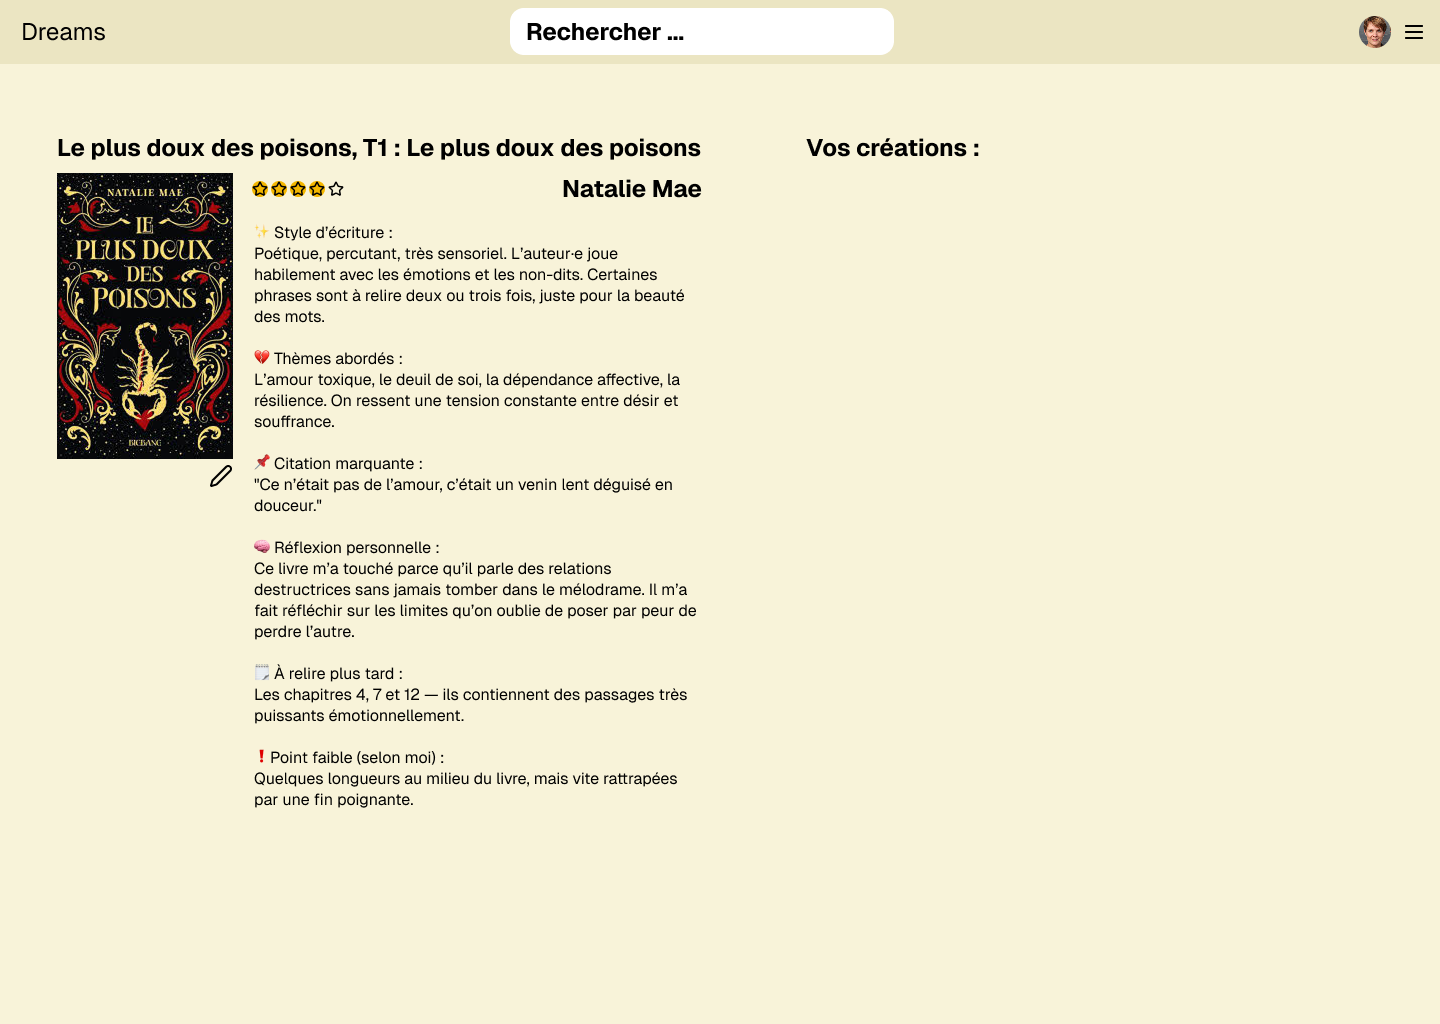 Dreams
Rechercher ...
Le plus doux des poisons, T1 : Le plus doux des poisons
Vos créations :
NATALIE MAE
LE
PLUS DOUX
DES
POISONS
BIGBANG
Natalie Mae
✨ Style d’écriture :
Poétique, percutant, très sensoriel. L’auteur·e joue
habilement avec les émotions et les non-dits. Certaines
phrases sont à relire deux ou trois fois, juste pour la beauté
des mots.
💔 Thèmes abordés :
L’amour toxique, le deuil de soi, la dépendance affective, la
résilience. On ressent une tension constante entre désir et
souffrance.
📌 Citation marquante :
"Ce n’était pas de l’amour, c’était un venin lent déguisé en
douceur."
🧠 Réflexion personnelle :
Ce livre m’a touché parce qu’il parle des relations
destructrices sans jamais tomber dans le mélodrame. Il m’a
fait réfléchir sur les limites qu’on oublie de poser par peur de
perdre l’autre.
🗒️ À relire plus tard :
Les chapitres 4, 7 et 12 — ils contiennent des passages très
puissants émotionnellement.
❗ Point faible (selon moi) :
Quelques longueurs au milieu du livre, mais vite rattrapées
par une fin poignante.